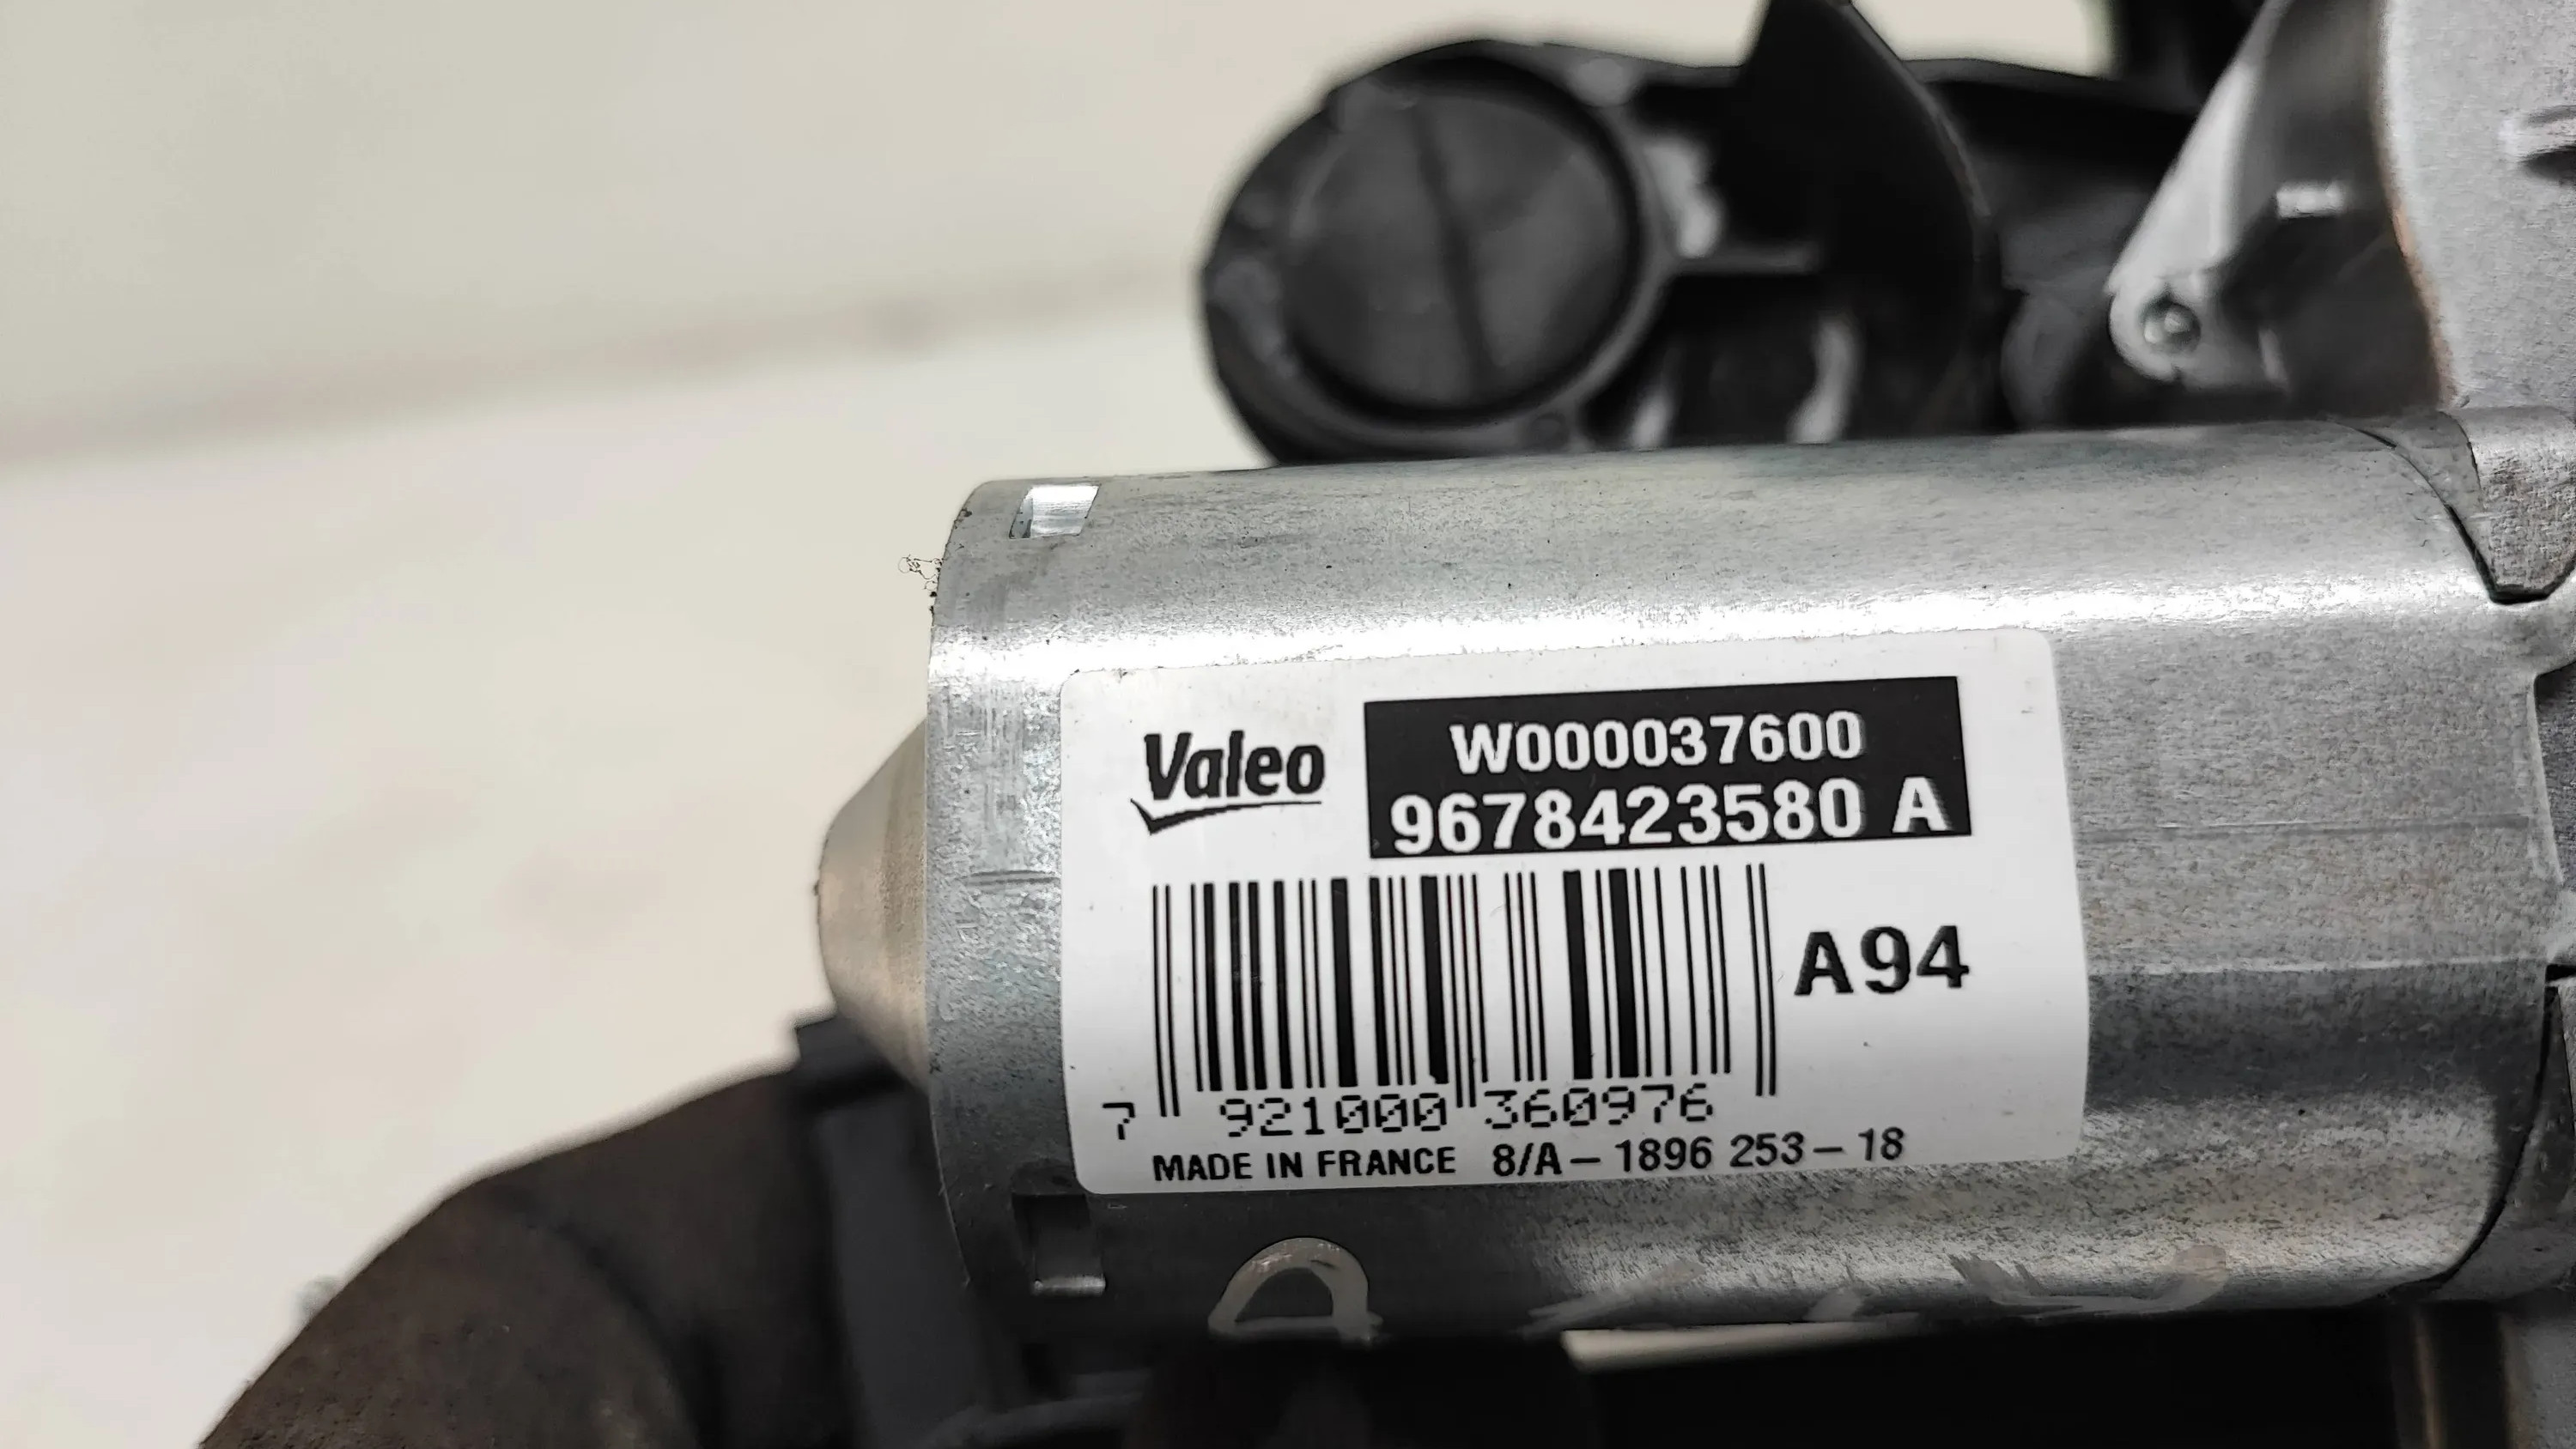 Valeo
W000037600
9678423580 A
A94
7 921000 360976
MADE IN FRANCE 8/A – 1896 253 – 18